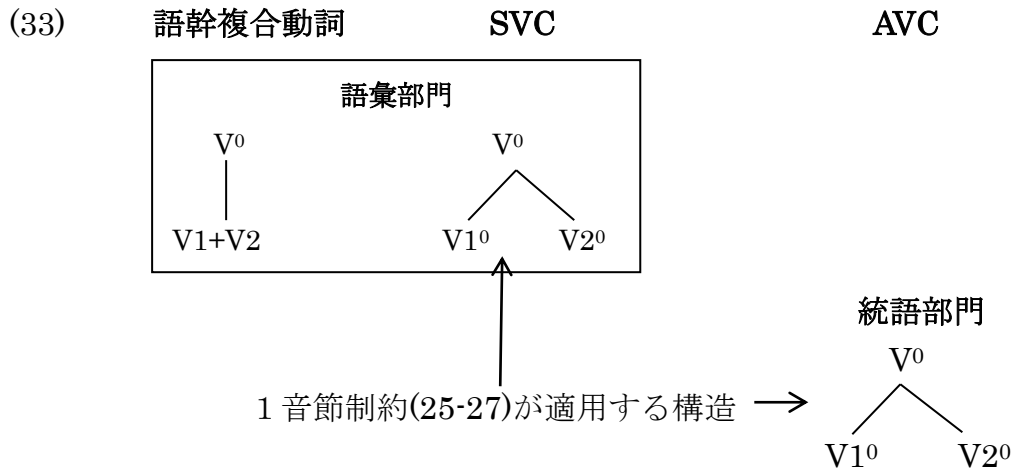 (33) 語幹複合動詞 SVC AVC
語彙部門
V⁰ V⁰
V1+V2 V1⁰ V2⁰
統語部門
V⁰
1 音節制約(25-27)が適用する構造
V1⁰ V2⁰